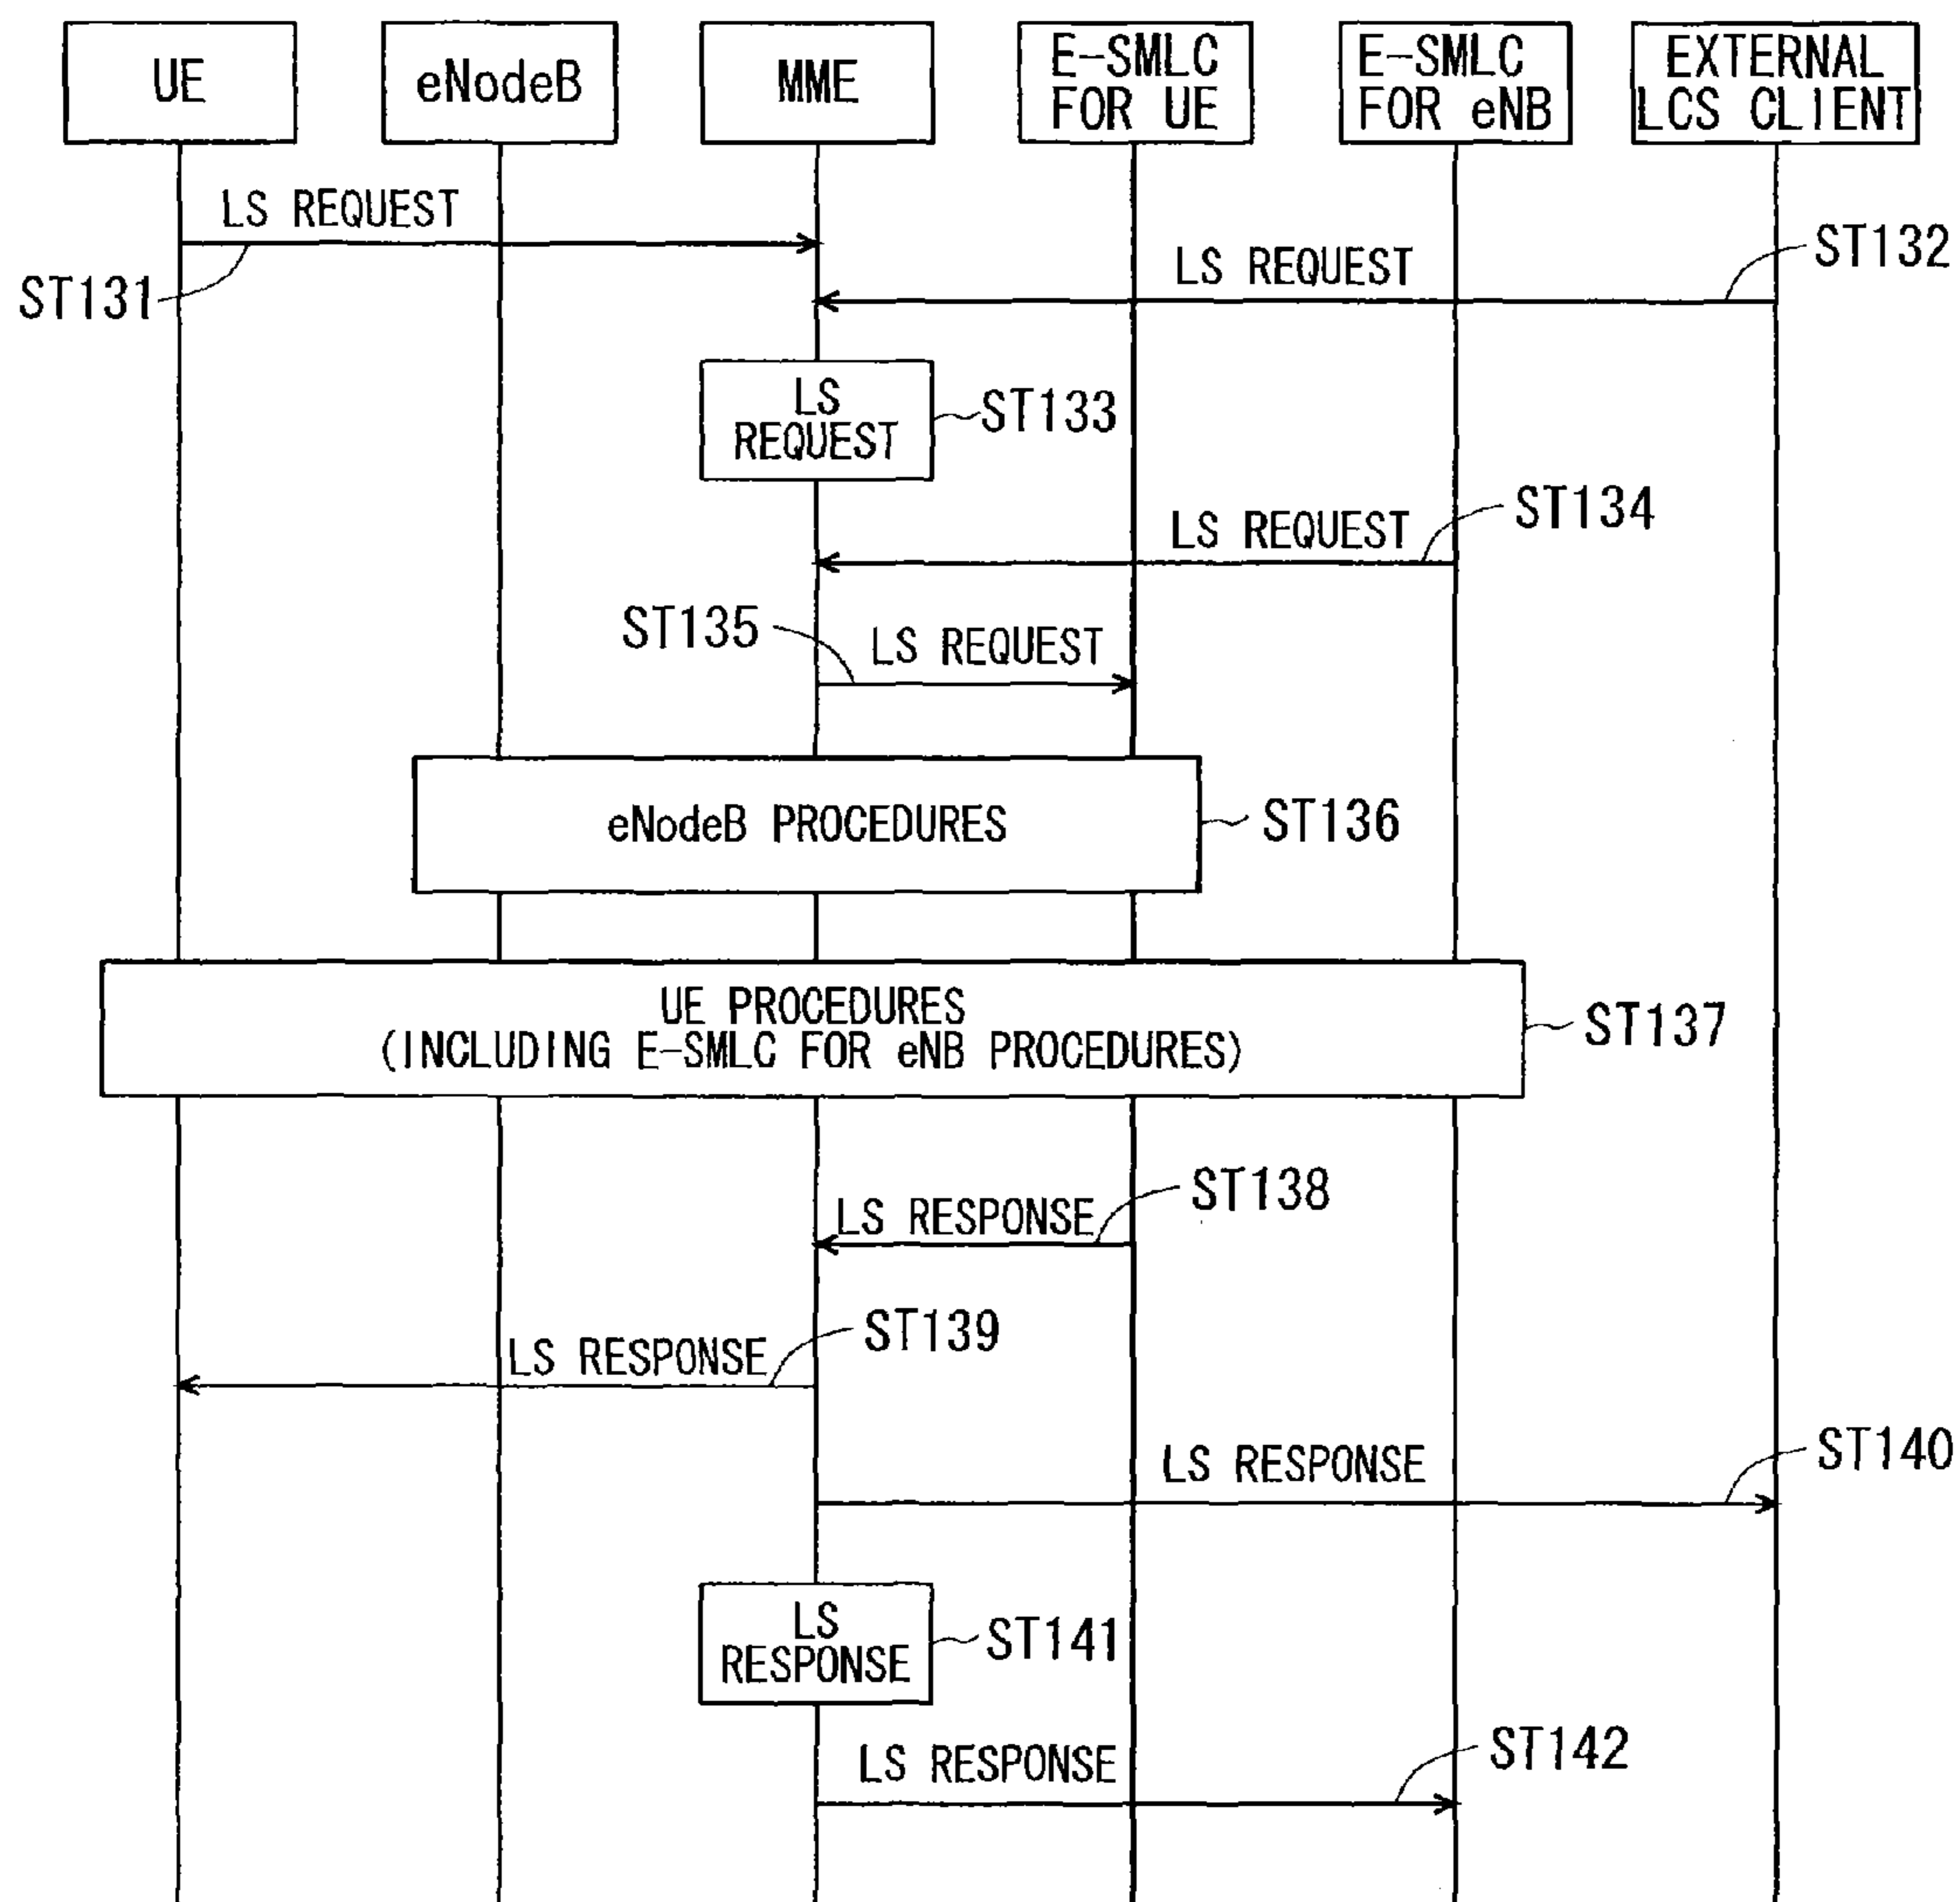 UE
eNodeB
MME
E-SMLC
FOR UE
E-SMLC
FOR eNB
EXTERNAL
LCS CLIENT
LS REQUEST
ST131
LS REQUEST
ST132
LS
REQUEST
ST133
LS REQUEST
ST134
ST135
LS REQUEST
eNodeB PROCEDURES
ST136
UE PROCEDURES
(INCLUDING E-SMLC FOR eNB PROCEDURES)
ST137
LS RESPONSE
ST138
LS RESPONSE
ST139
LS RESPONSE
ST140
LS
RESPONSE
ST141
LS RESPONSE
ST142